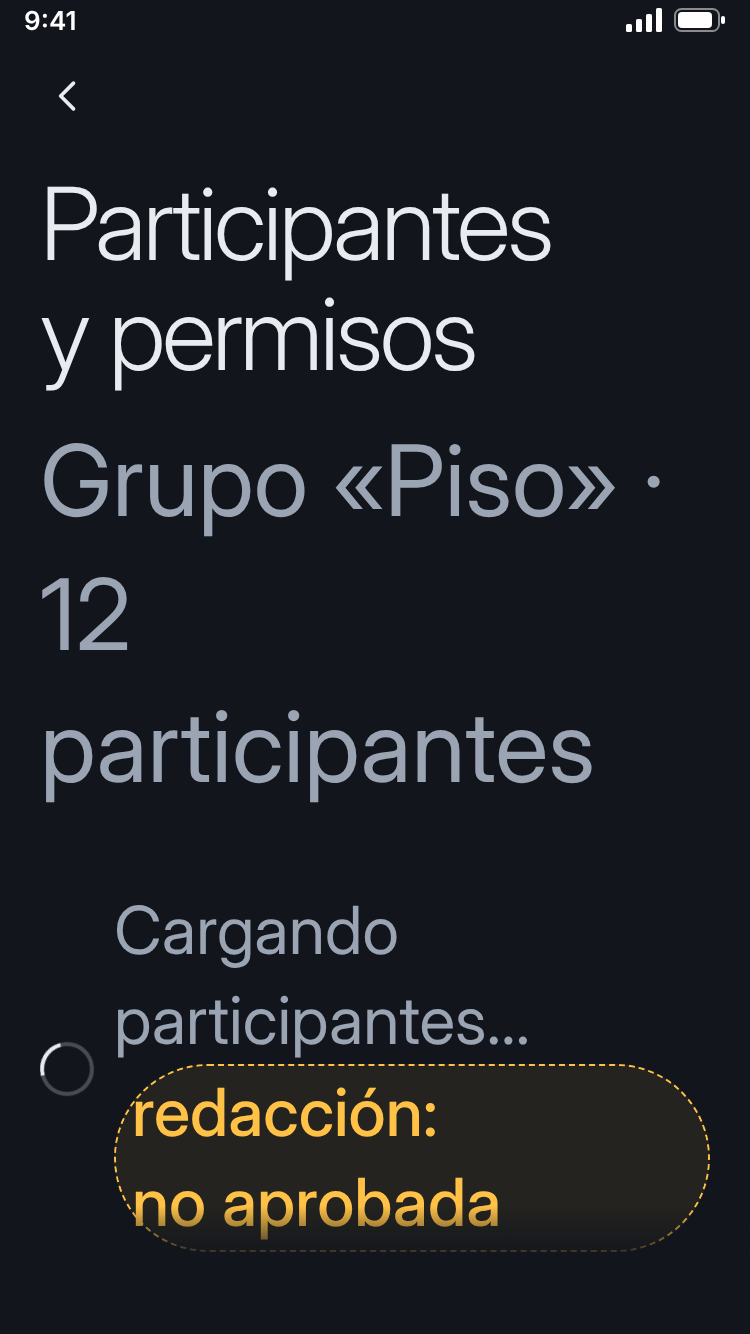 9:41
Participantes
y permisos
Grupo «Piso» ·
12
participantes
Cargando
participantes…
redacción:
no aprobada